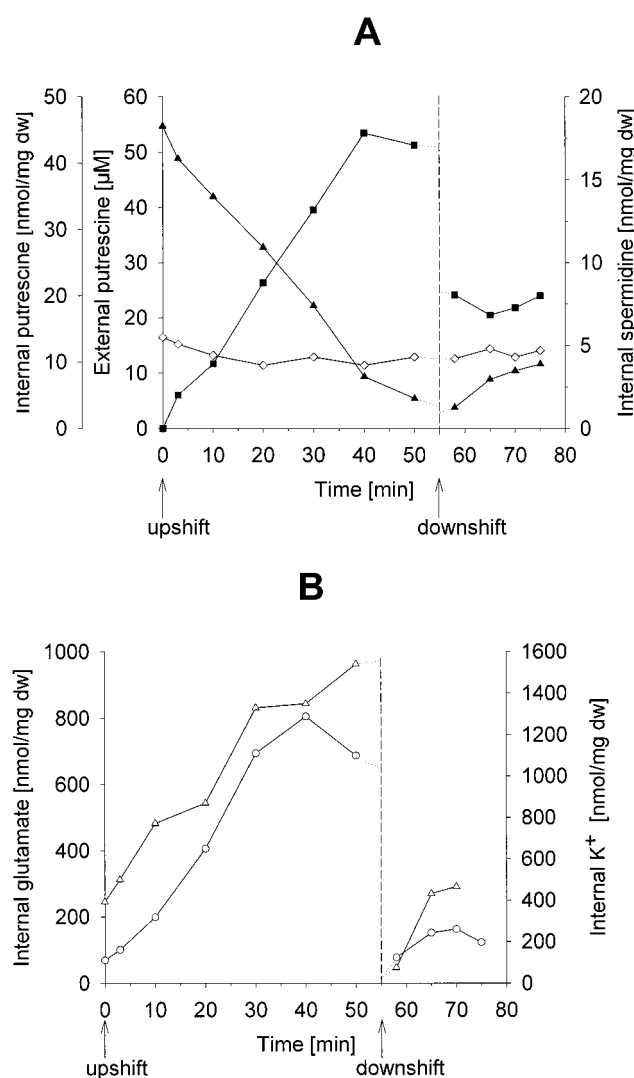 A
Internal putrescine [nmol/mg dw]
50
40
30
20
10
0
External putrescine [µM]
60
50
40
30
20
10
0
20
15
10
5
0
Internal spermidine [nmol/mg dw]
0 10 20 30 40 50 60 70 80
Time [min]
upshift downshift
B
Internal glutamate [nmol/mg dw]
1000
800
600
400
200
0
1600
1400
1200
1000
800
600
400
200
0
Internal K+ [nmol/mg dw]
0 10 20 30 40 50 60 70 80
Time [min]
upshift downshift